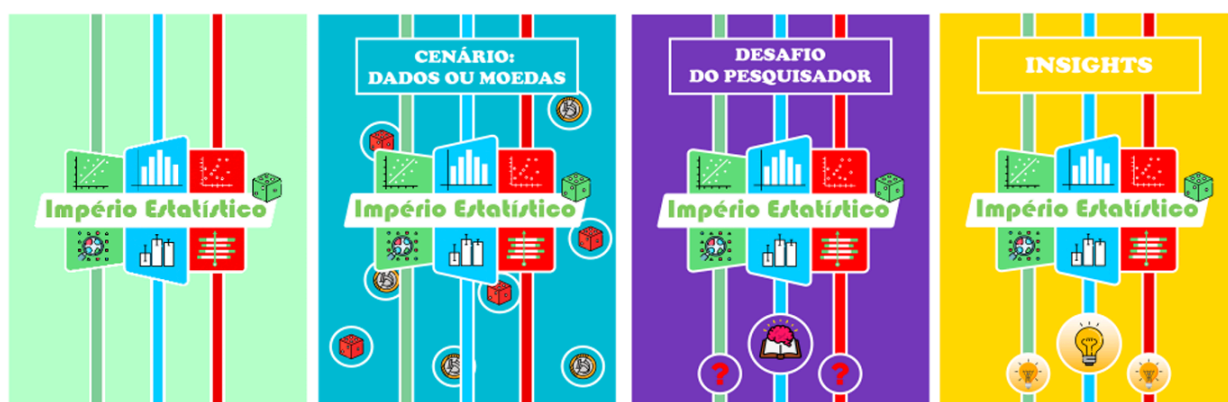 Império Estatístico
CENÁRIO:
DADOS OU MOEDAS
Império Estatístico
DESAFIO
DO PESQUISADOR
Império Estatístico
?
?
INSIGHTS
Império Estatístico